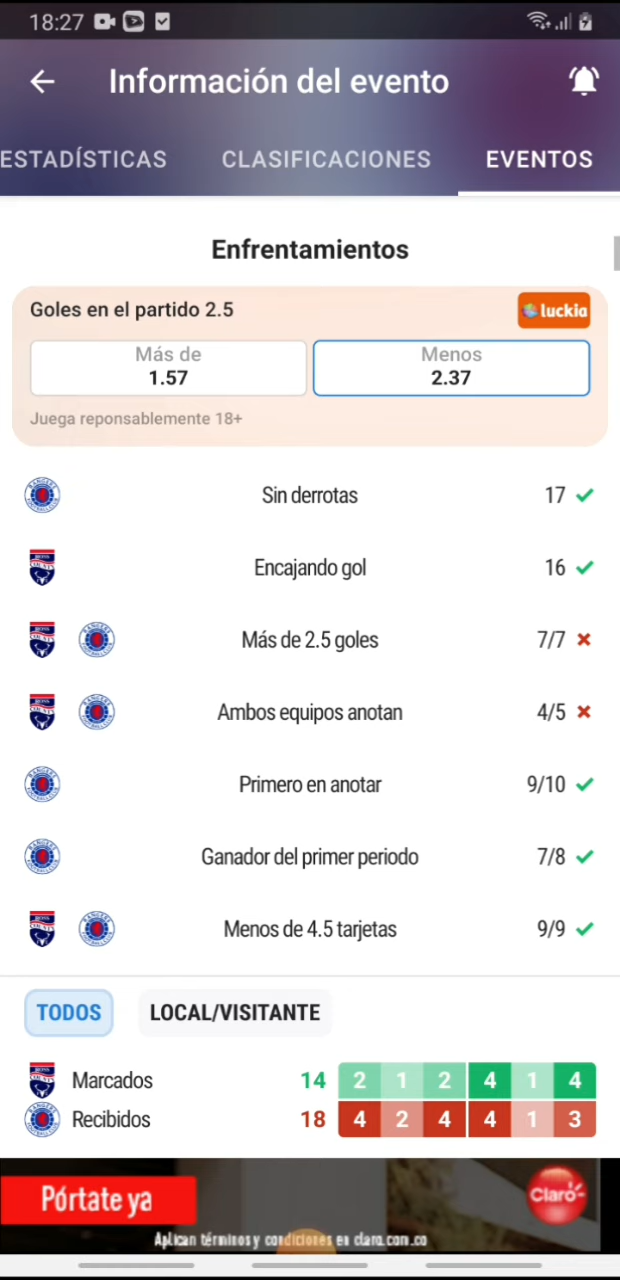 18:27
Información del evento
ESTADÍSTICAS CLASIFICACIONES EVENTOS
Enfrentamientos
Goles en el partido 2.5 luckia
Más de Menos
1.57 2.37
Juega reponsablemente 18+
Sin derrotas 17
Encajando gol 16
Más de 2.5 goles 7/7
Ambos equipos anotan 4/5
Primero en anotar 9/10
Ganador del primer periodo 7/8
Menos de 4.5 tarjetas 9/9
TODOS LOCAL/VISITANTE
Marcados 14 2 1 2 4 1 4
Recibidos 18 4 2 4 4 1 3
Pórtate ya Claro
Aplican términos y condiciones en claro.com.co